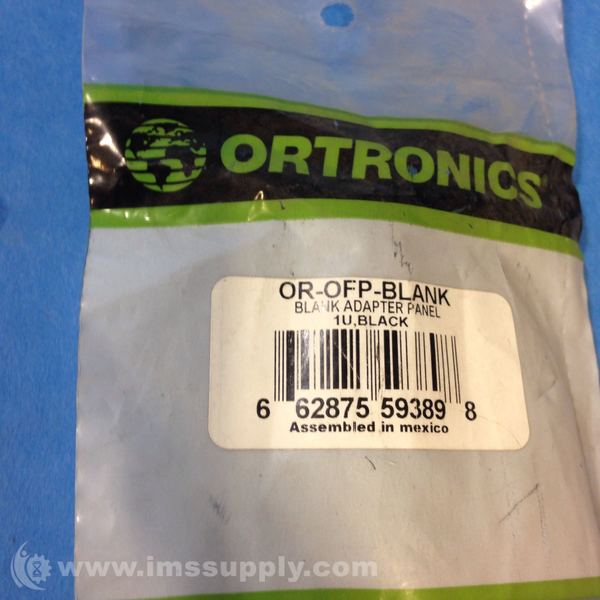 ORTRONICS
OR-OFP-BLANK
BLANK ADAPTER PANEL
1U,BLACK
6 62875 59389 8
Assembled in mexico
www.imssupply.com